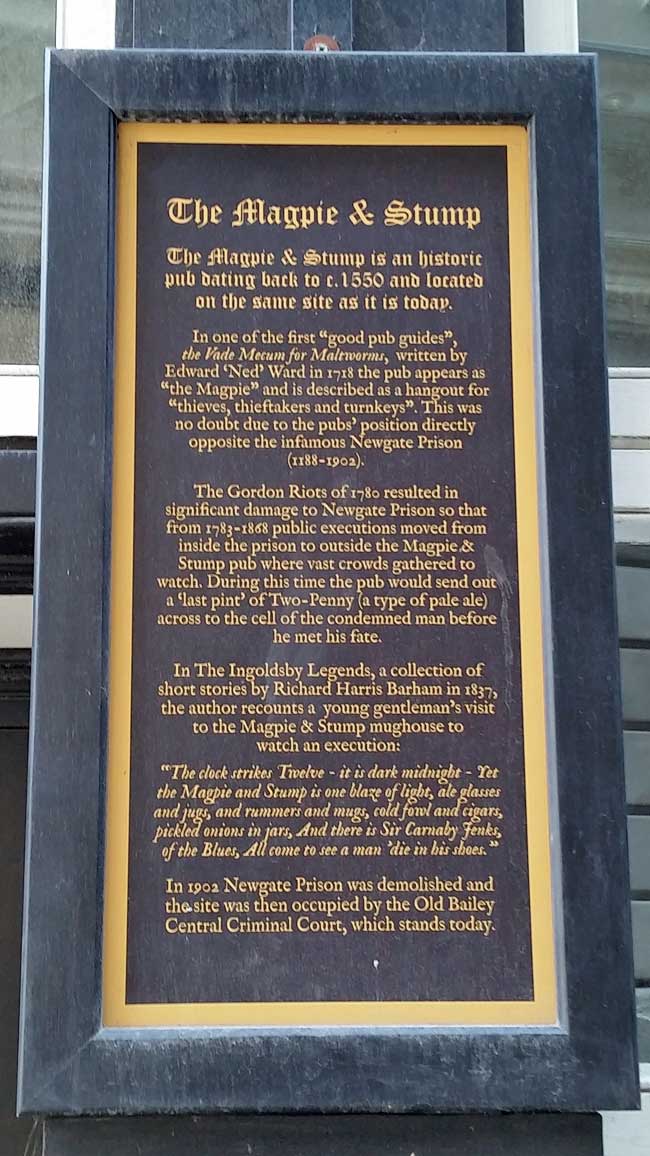 The Magpie & Stump
The Magpie & Stump is an historic
pub dating back to c.1550 and located
on the same site as it is today.
In one of the first “good pub guides”,
the Vade Mecum for Maltworms, written by
Edward ‘Ned’ Ward in 1718 the pub appears as
“the Magpie” and is described as a hangout for
“thieves, thieftakers and turnkeys”. This was
no doubt due to the pubs’ position directly
opposite the infamous Newgate Prison
(1188-1902).
The Gordon Riots of 1780 resulted in
significant damage to Newgate Prison so that
from 1783-1868 public executions moved from
inside the prison to outside the Magpie &
Stump pub where vast crowds gathered to
watch. During this time the pub would send out
a ‘last pint’ of Two-Penny (a type of pale ale)
across to the cell of the condemned man before
he met his fate.
In The Ingoldsby Legends, a collection of
short stories by Richard Harris Barham in 1837,
the author recounts a young gentleman’s visit
to the Magpie & Stump mughouse to
watch an execution:
“The clock strikes Twelve - it is dark midnight - Yet
the Magpie and Stump is one blaze of light, ale glasses
and jugs, and rummers and mugs, cold fowl and cigars,
pickled onions in jars, And there is Sir Carnaby Jenks,
of the Blues, All come to see a man ’die in his shoes.”
In 1902 Newgate Prison was demolished and
the site was then occupied by the Old Bailey
Central Criminal Court, which stands today.